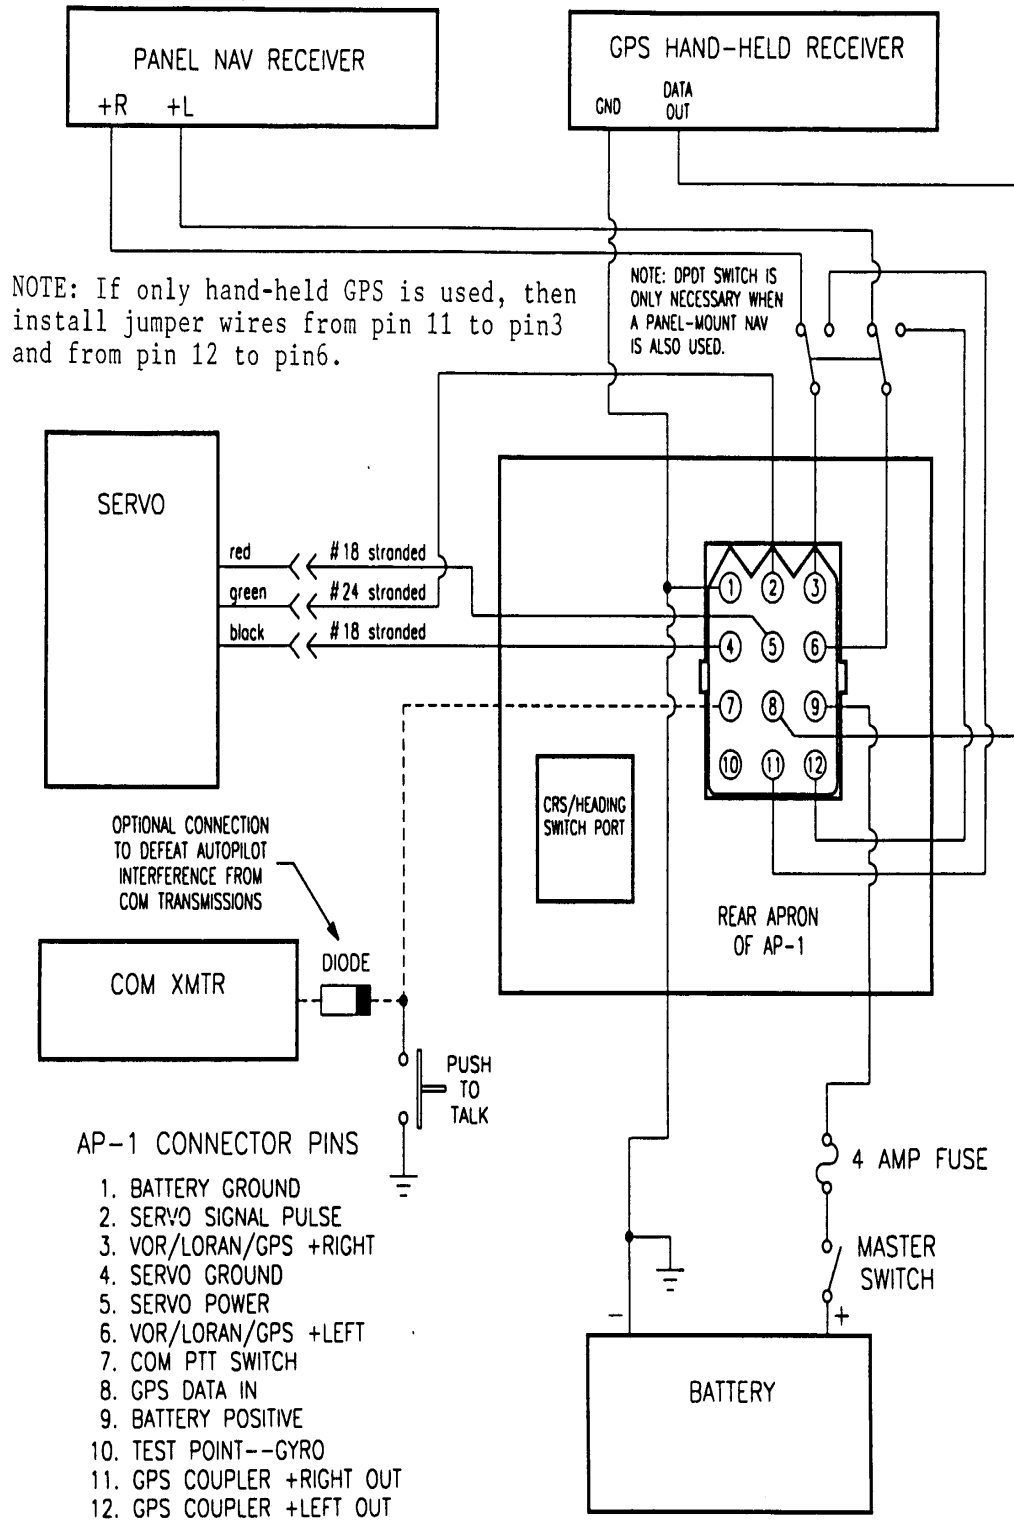 PANEL NAV RECEIVER
+R +L
GPS HAND-HELD RECEIVER
GND
DATA
OUT
NOTE: If only hand-held GPS is used, then
install jumper wires from pin 11 to pin3
and from pin 12 to pin6.
NOTE: DPDT SWITCH IS
ONLY NECESSARY WHEN
A PANEL-MOUNT NAV
IS ALSO USED.
SERVO
red
#18 stranded
green
#24 stranded
black
#18 stranded
1 2 3
4 5 6
7 8 9
10 11 12
CRS/HEADING
SWITCH PORT
REAR APRON
OF AP-1
OPTIONAL CONNECTION
TO DEFEAT AUTOPILOT
INTERFERENCE FROM
COM TRANSMISSIONS
COM XMTR
DIODE
PUSH
TO
TALK
AP-1 CONNECTOR PINS
1. BATTERY GROUND
2. SERVO SIGNAL PULSE
3. VOR/LORAN/GPS +RIGHT
4. SERVO GROUND
5. SERVO POWER
6. VOR/LORAN/GPS +LEFT
7. COM PTT SWITCH
8. GPS DATA IN
9. BATTERY POSITIVE
10. TEST POINT--GYRO
11. GPS COUPLER +RIGHT OUT
12. GPS COUPLER +LEFT OUT
4 AMP FUSE
MASTER
SWITCH
- +
BATTERY